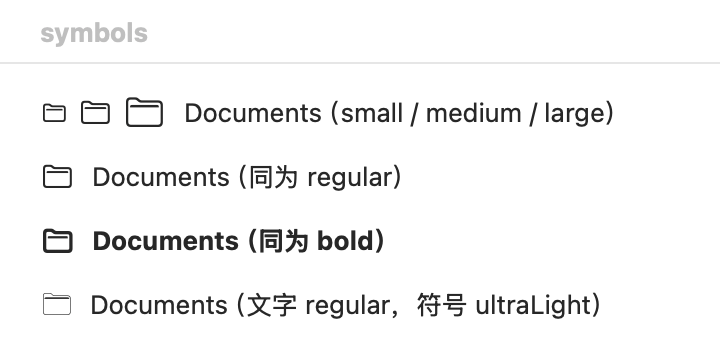 symbols
Documents (small / medium / large)
Documents (同为 regular)
Documents (同为 bold)
Documents (文字 regular，符号 ultraLight)